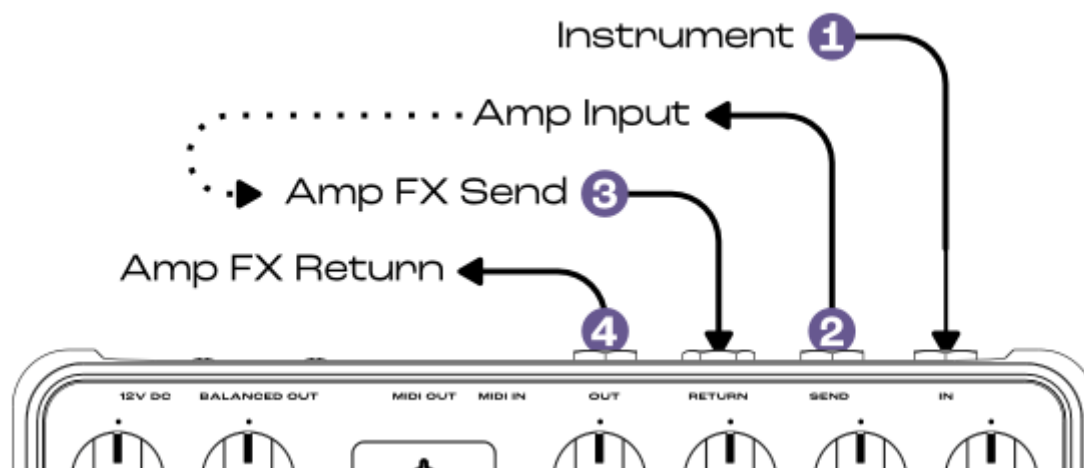 Instrument 1
Amp Input
Amp FX Send 3
Amp FX Return
4
2
12V DC BALANCED OUT MIDI OUT MIDI IN OUT RETURN SEND IN